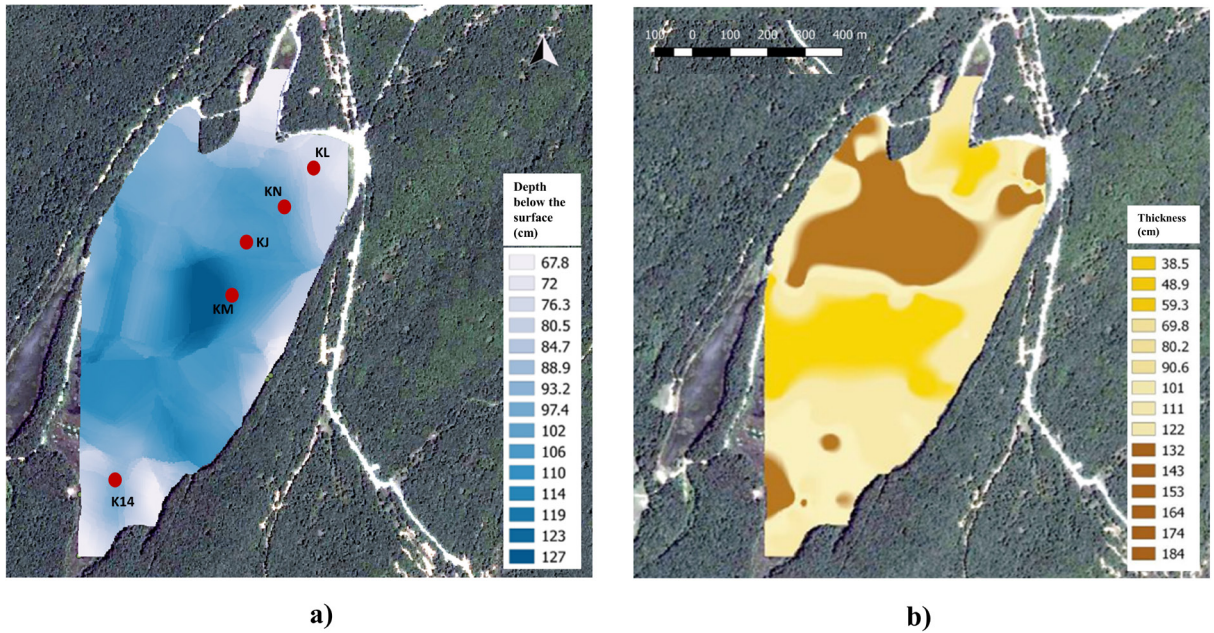 KL
KN
KJ
KM
K14
Depth
below the
surface
(cm)
67.8
72
76.3
80.5
84.7
88.9
93.2
97.4
102
106
110
114
119
123
127
a)
100 0 100 200 300 400 m
Thickness
(cm)
38.5
48.9
59.3
69.8
80.2
90.6
101
111
122
132
143
153
164
174
184
b)